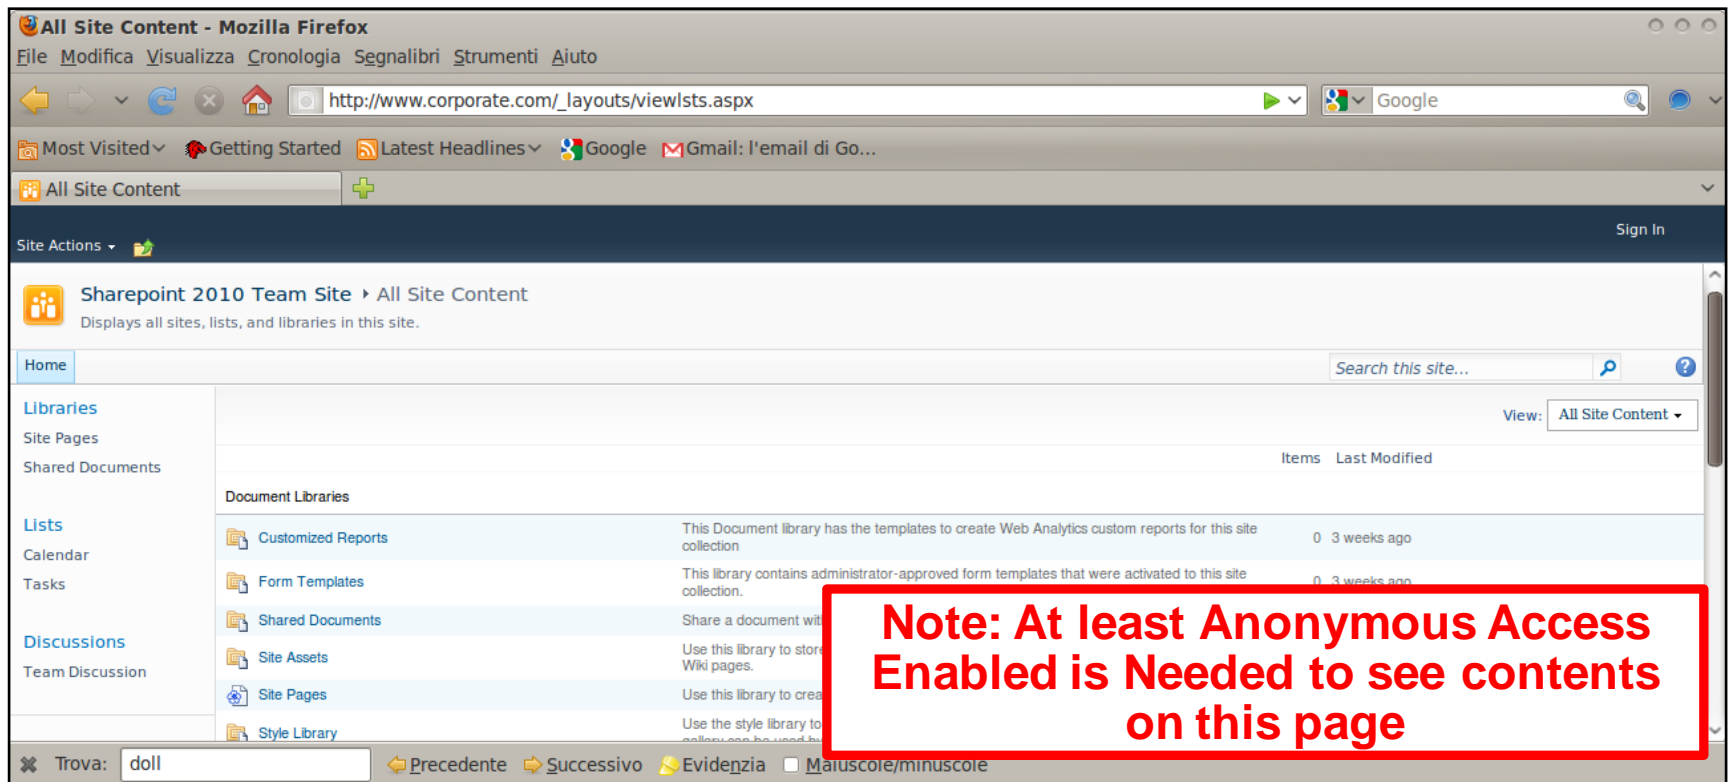 All Site Content - Mozilla Firefox
File Modifica Visualizza Cronologia Segnalibri Strumenti Aiuto
http://www.corporate.com/_layouts/viewlsts.aspx
Google
Most Visited Getting Started Latest Headlines Google Gmail: l'email di Go...
All Site Content
Sign In
Site Actions
Sharepoint 2010 Team Site All Site Content
Displays all sites, lists, and libraries in this site.
Home
Search this site...
Libraries
Site Pages
Shared Documents
Lists
Calendar
Tasks
Discussions
Team Discussion
View: All Site Content
Items Last Modified
Document Libraries
Customized Reports
This Document library has the templates to create Web Analytics custom reports for this site
collection
0 3 weeks ago
Form Templates
This library contains administrator-approved form templates that were activated to this site
collection.
0 3 weeks ago
Shared Documents
Share a document wit
Site Assets
Use this library to store
Wiki pages.
Site Pages
Use this library to crea
Style Library
Use the style library to
Note: At least Anonymous Access
Enabled is Needed to see contents
on this page
Trova: doll
Precedente Successivo Evidenzia Maiuscole/minuscole